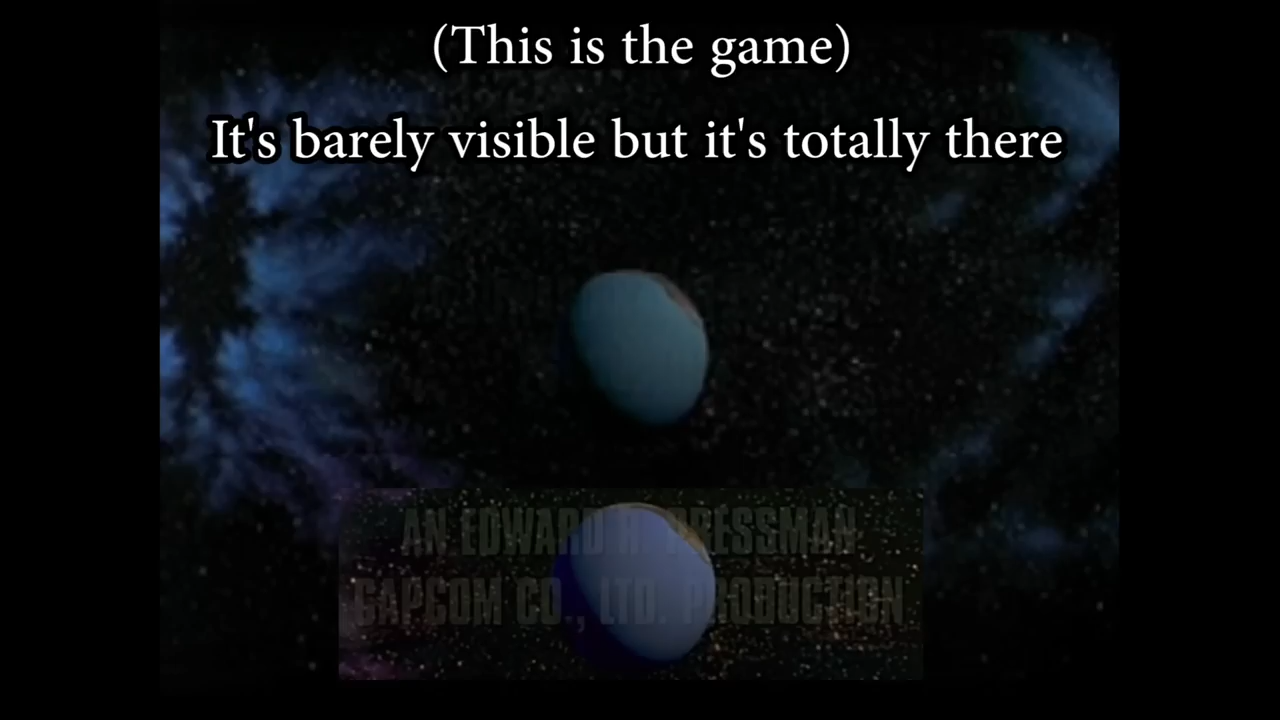 (This is the game)
It's barely visible but it's totally there
AN EDWARD R. PRESSMAN
CAPCOM CO., LTD. PRODUCTION